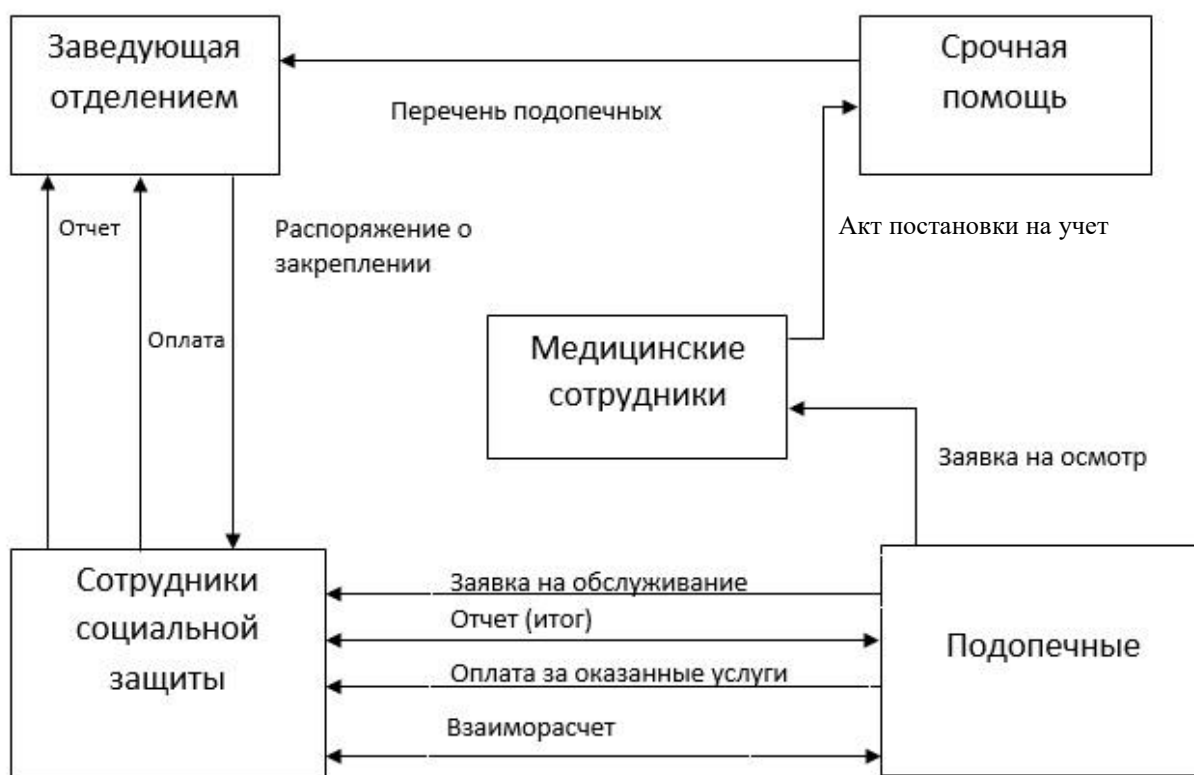 Заведующая
отделением
Срочная
помощь
Перечень подопечных
Отчет
Распоряжение о
закреплении
Акт постановки на учет
Оплата
Медицинские
сотрудники
Заявка на осмотр
Сотрудники
социальной
защиты
Заявка на обслуживание
Отчет (итог)
Оплата за оказанные услуги
Взаиморасчет
Подопечные